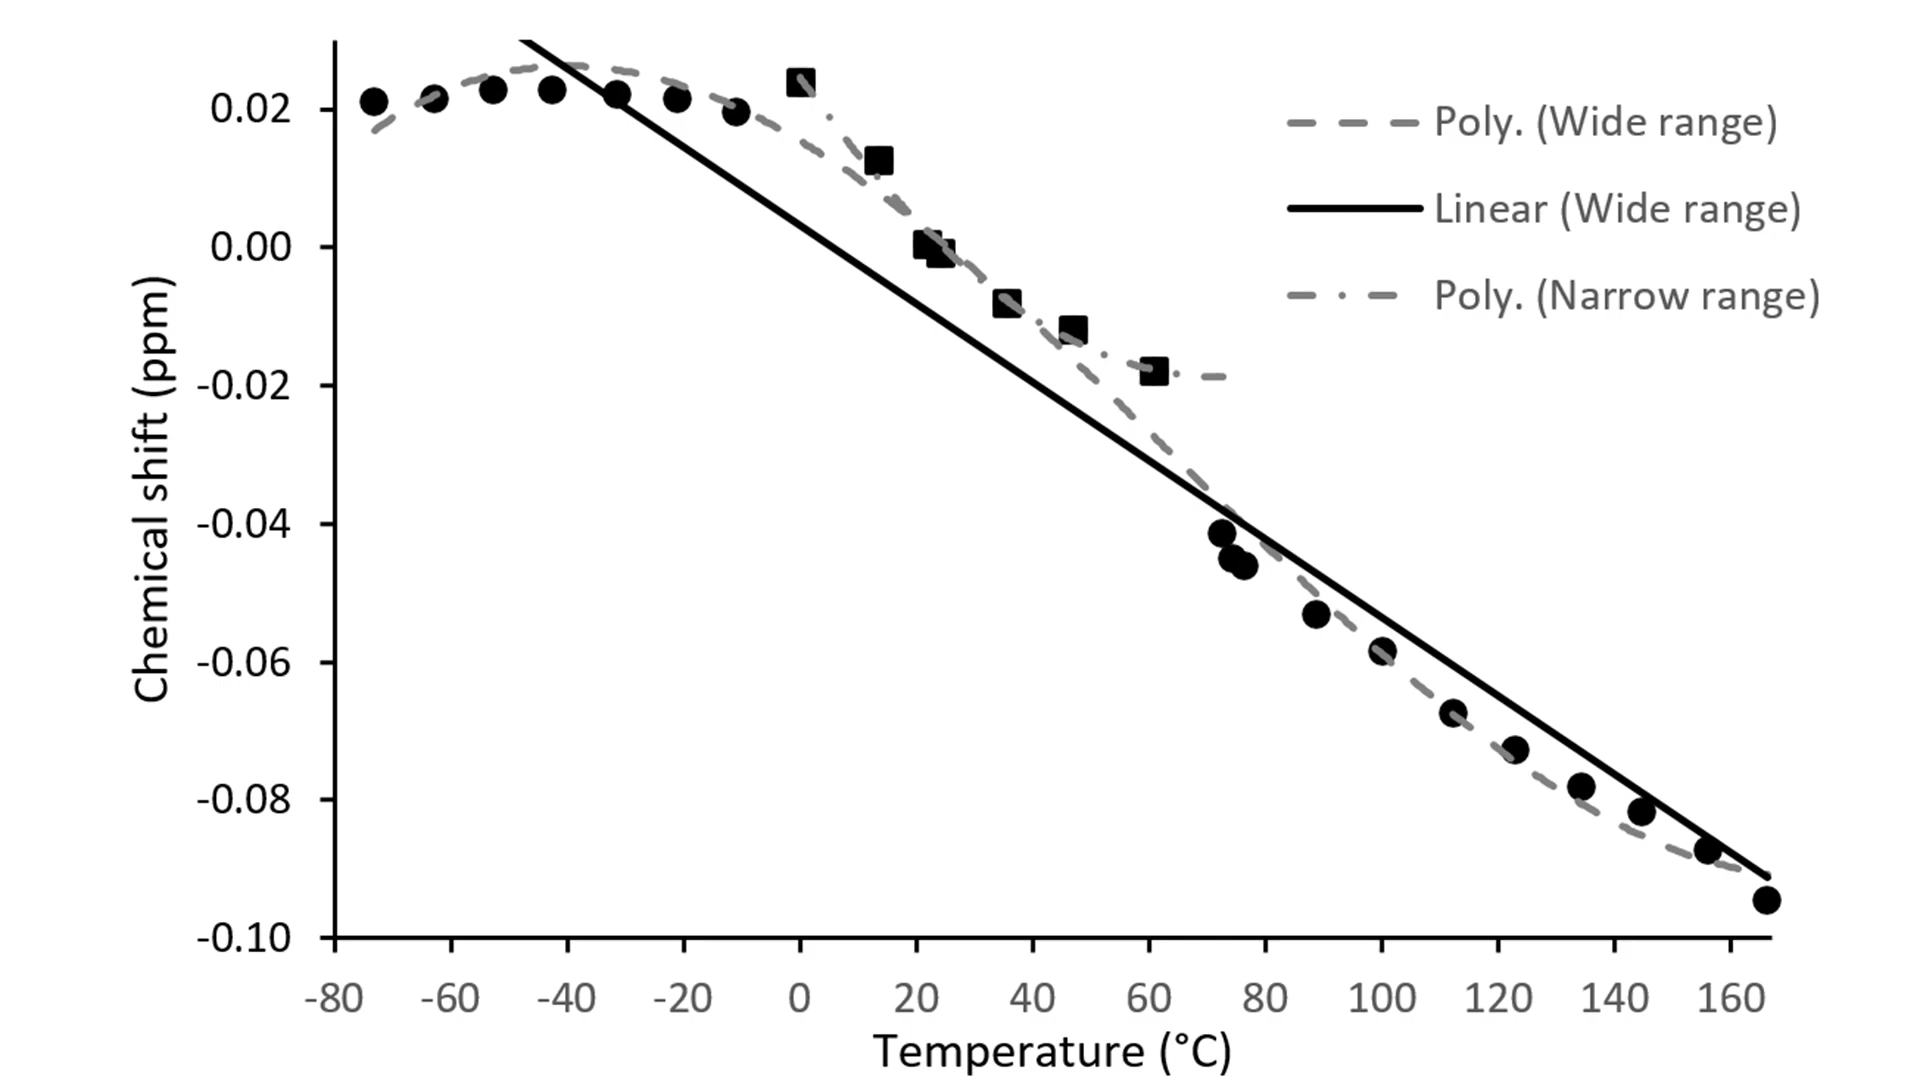 0.02
0.00
-0.02
-0.04
-0.06
-0.08
-0.10
Chemical shift (ppm)
-80 -60 -40 -20 0 20 40 60 80 100 120 140 160
Temperature (°C)
Poly. (Wide range)
Linear (Wide range)
Poly. (Narrow range)